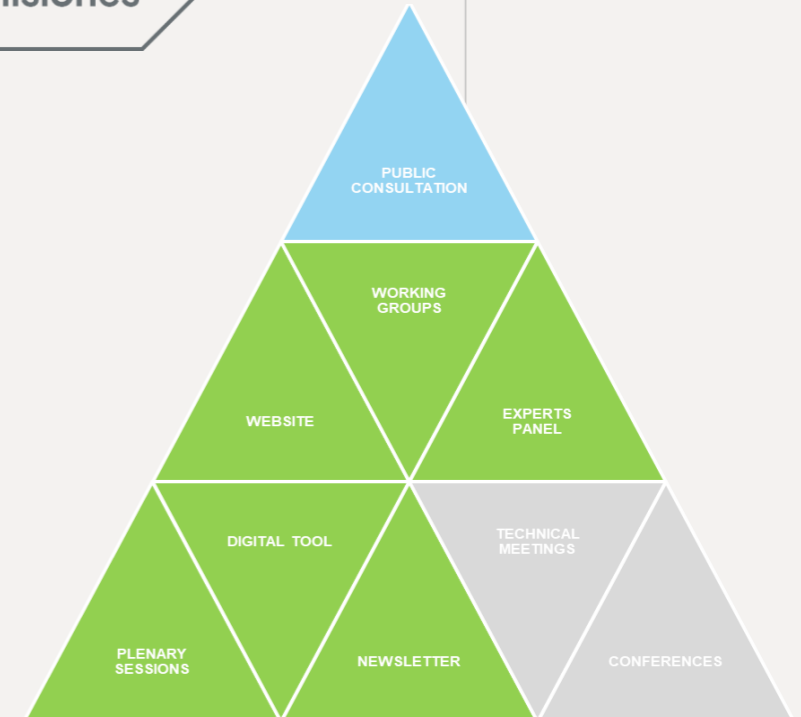 PUBLIC
CONSULTATION
WORKING
GROUPS
WEBSITE
EXPERTS
PANEL
DIGITAL TOOL
TECHNICAL
MEETINGS
PLENARY
SESSIONS
NEWSLETTER
CONFERENCES